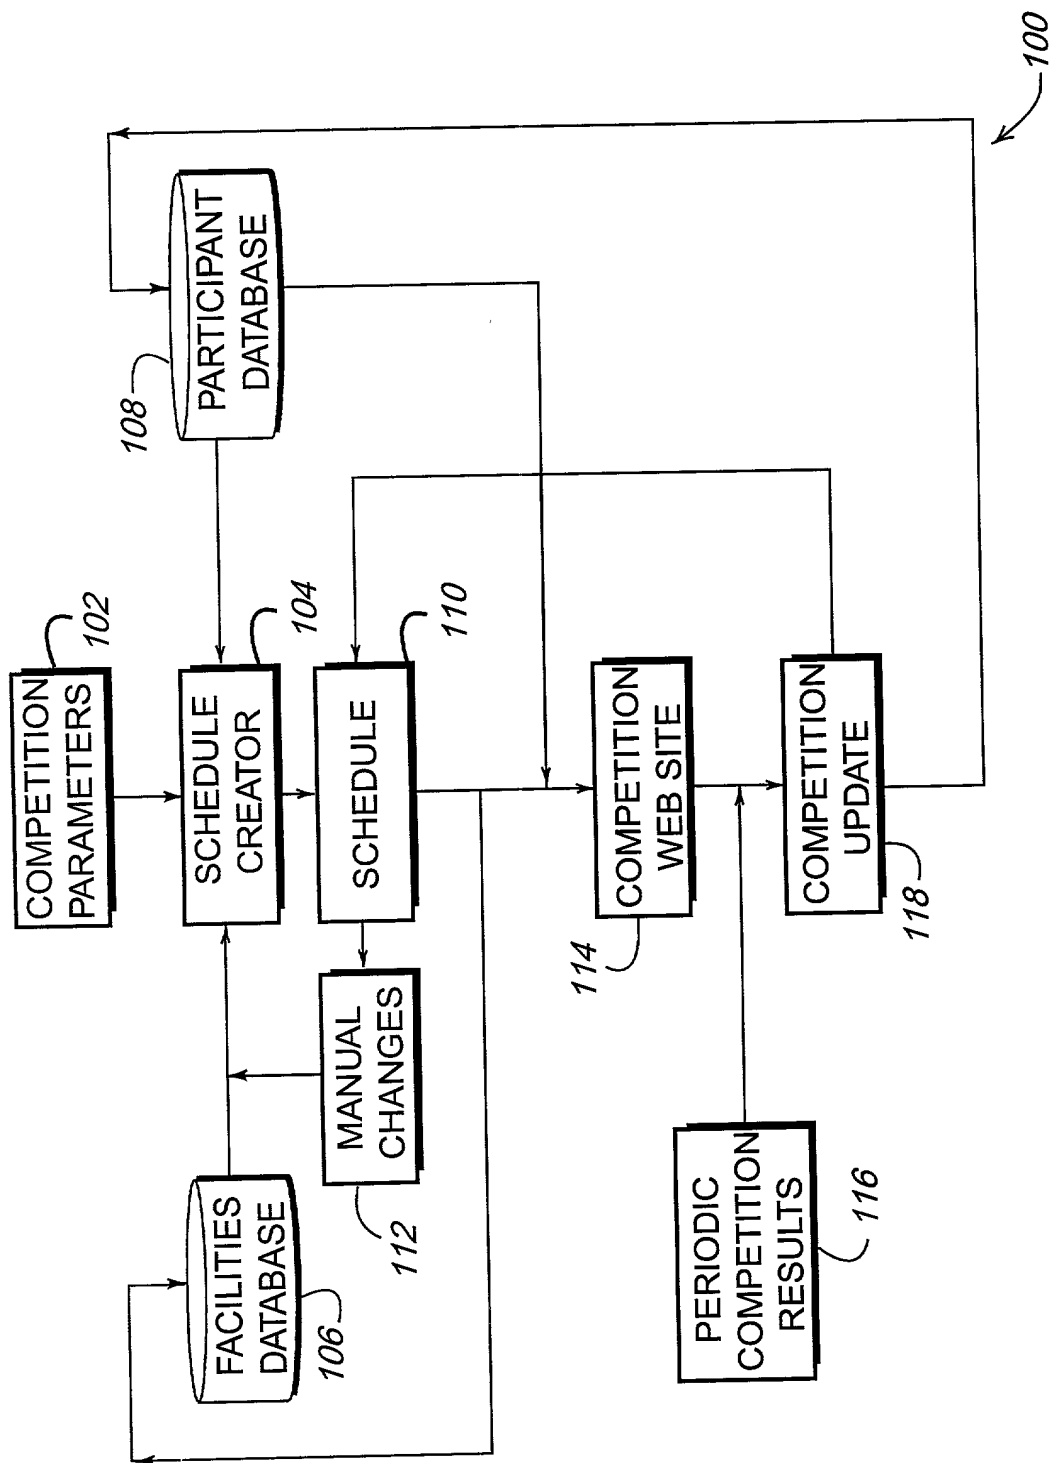 COMPETITION
PARAMETERS
102
SCHEDULE
CREATOR
104
FACILITIES
DATABASE
106
PARTICIPANT
DATABASE
108
SCHEDULE
110
MANUAL
CHANGES
112
COMPETITION
WEB SITE
114
PERIODIC
COMPETITION
RESULTS
116
COMPETITION
UPDATE
118
100